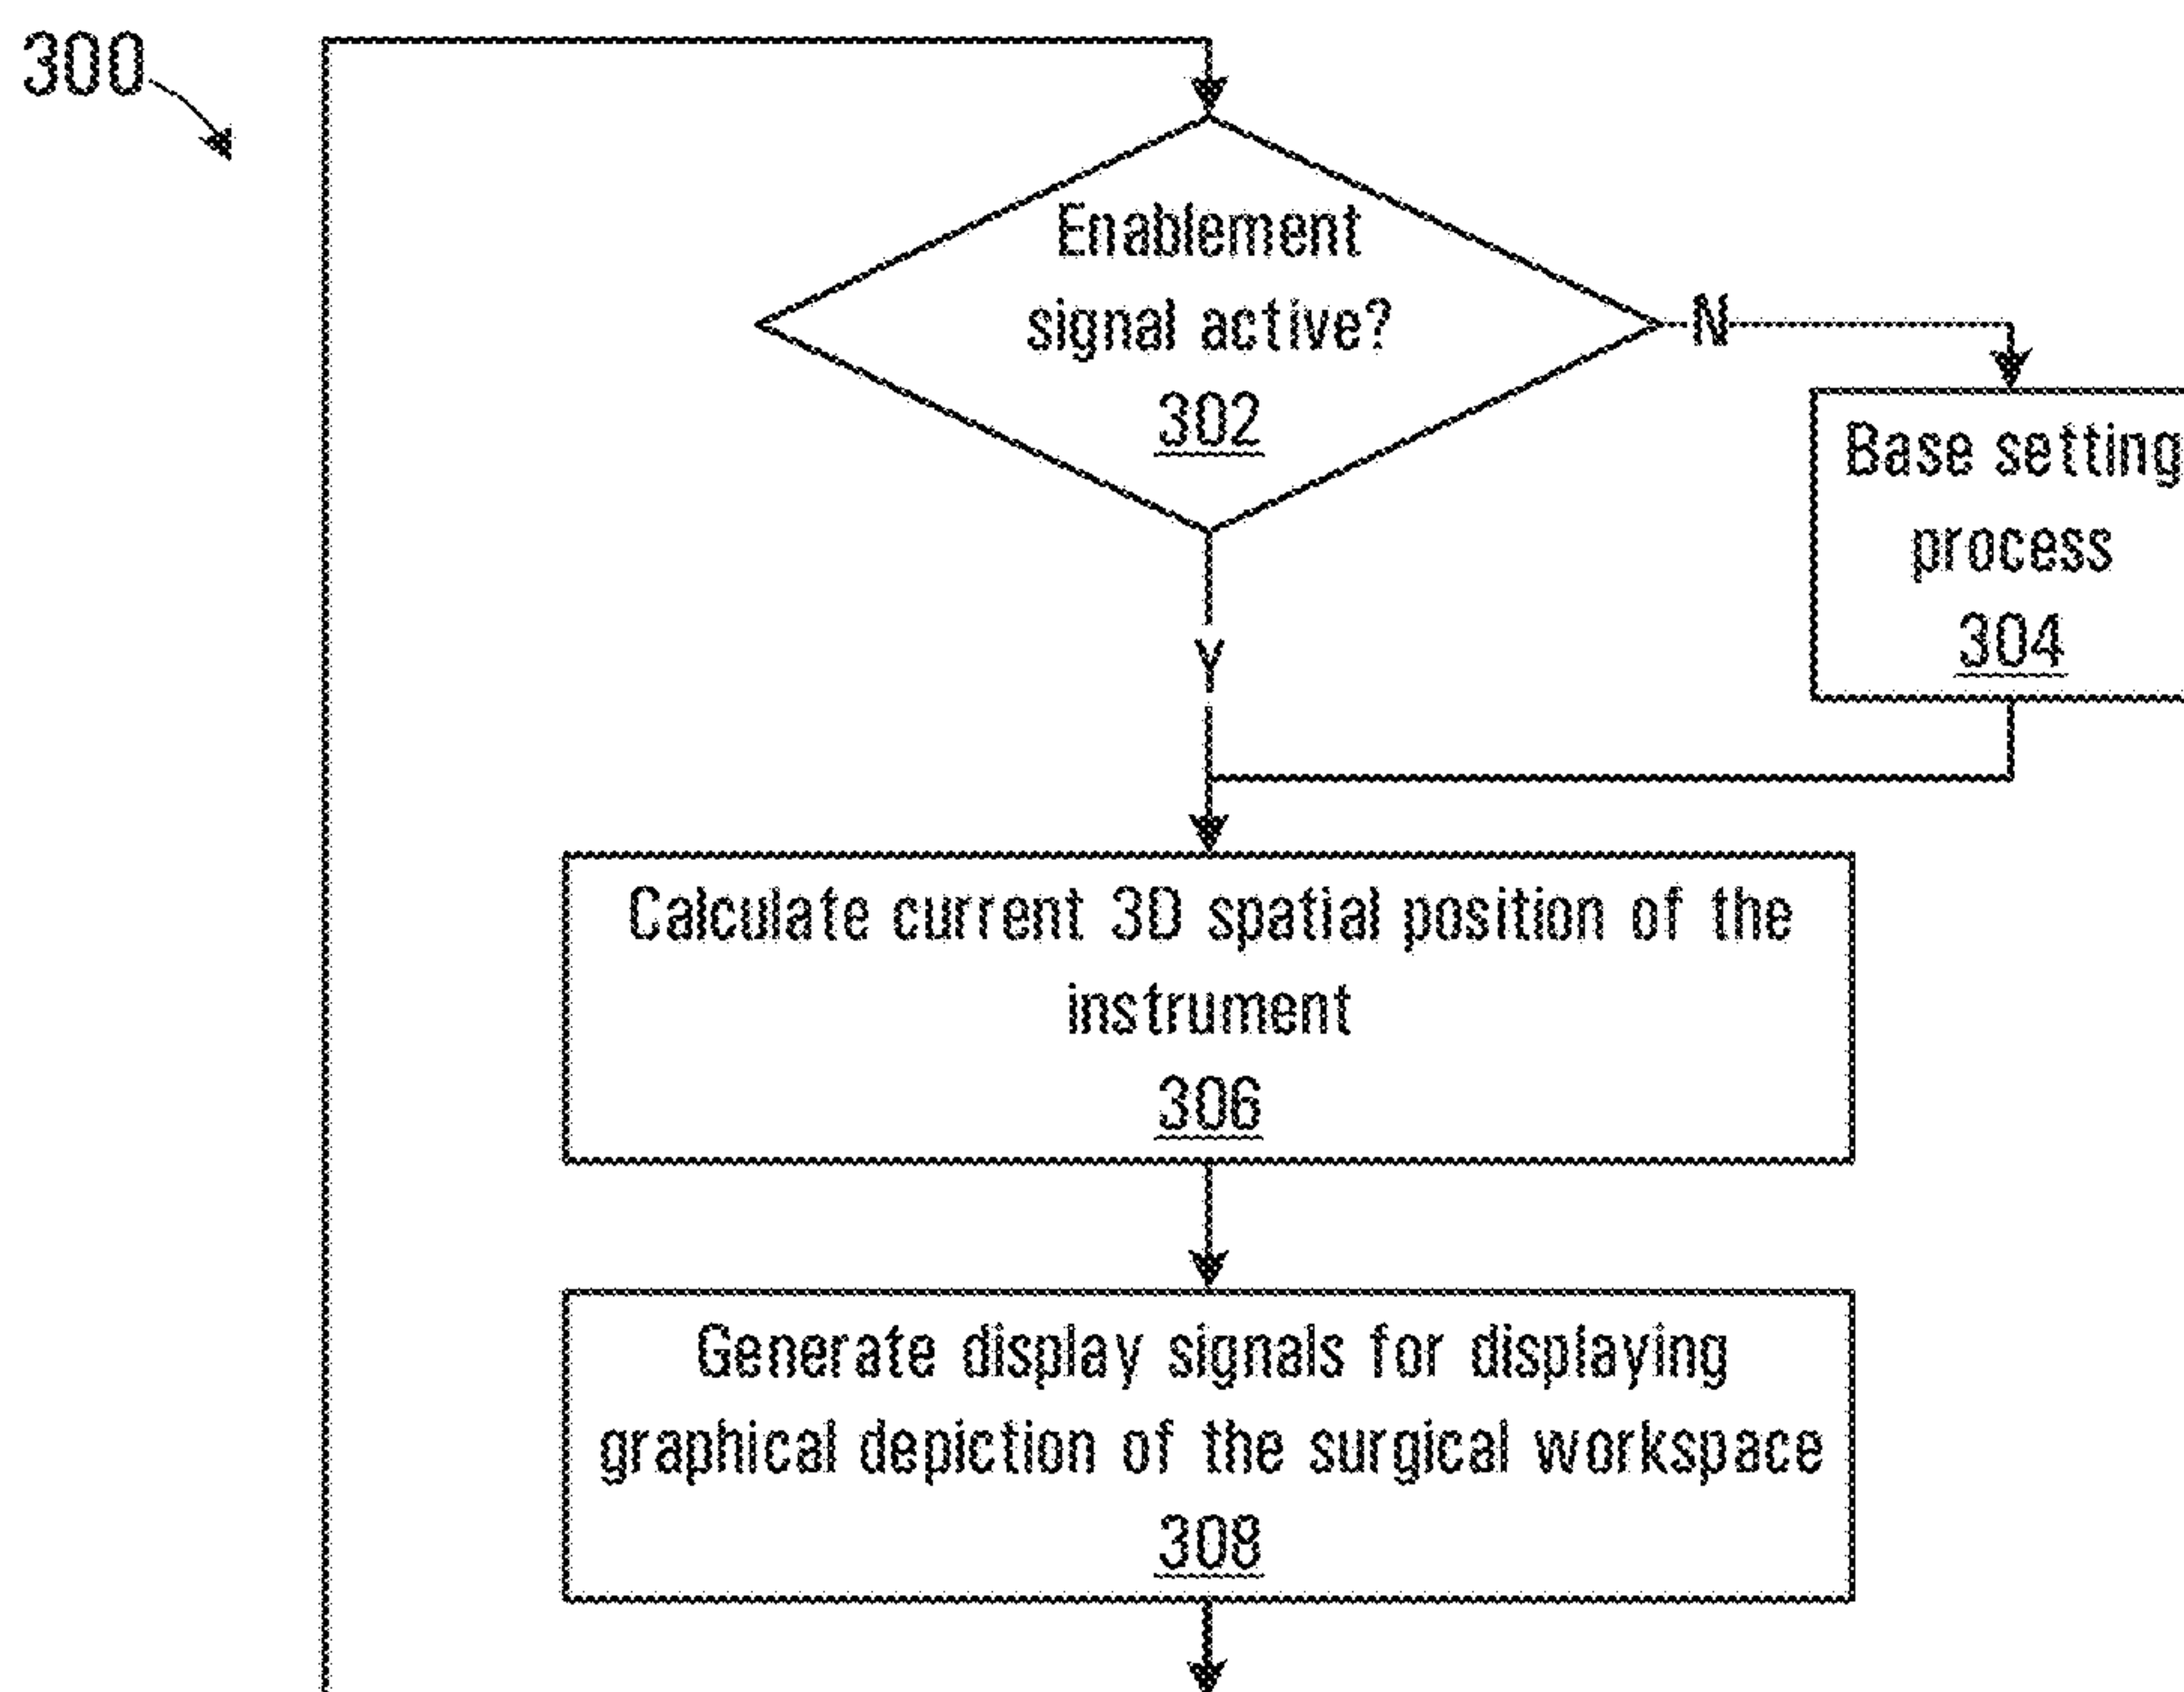 300
Enablement
signal active?
302
N
Base setting
process
304
Y
Calculate current 3D spatial position of the
instrument
306
Generate display signals for displaying
graphical depiction of the surgical workspace
308